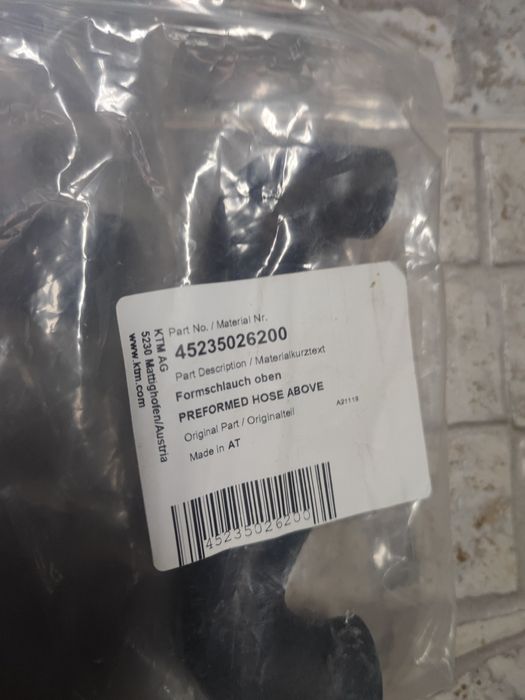 Part No. / Material Nr.
45235026200
Part Description / Materialkurztext
Formschlauch oben
PREFORMED HOSE ABOVE
Original Part / Originalteil
A21119
Made in AT
45235026200
KTM AG
5230 Mattighofen/Austria
www.ktm.com